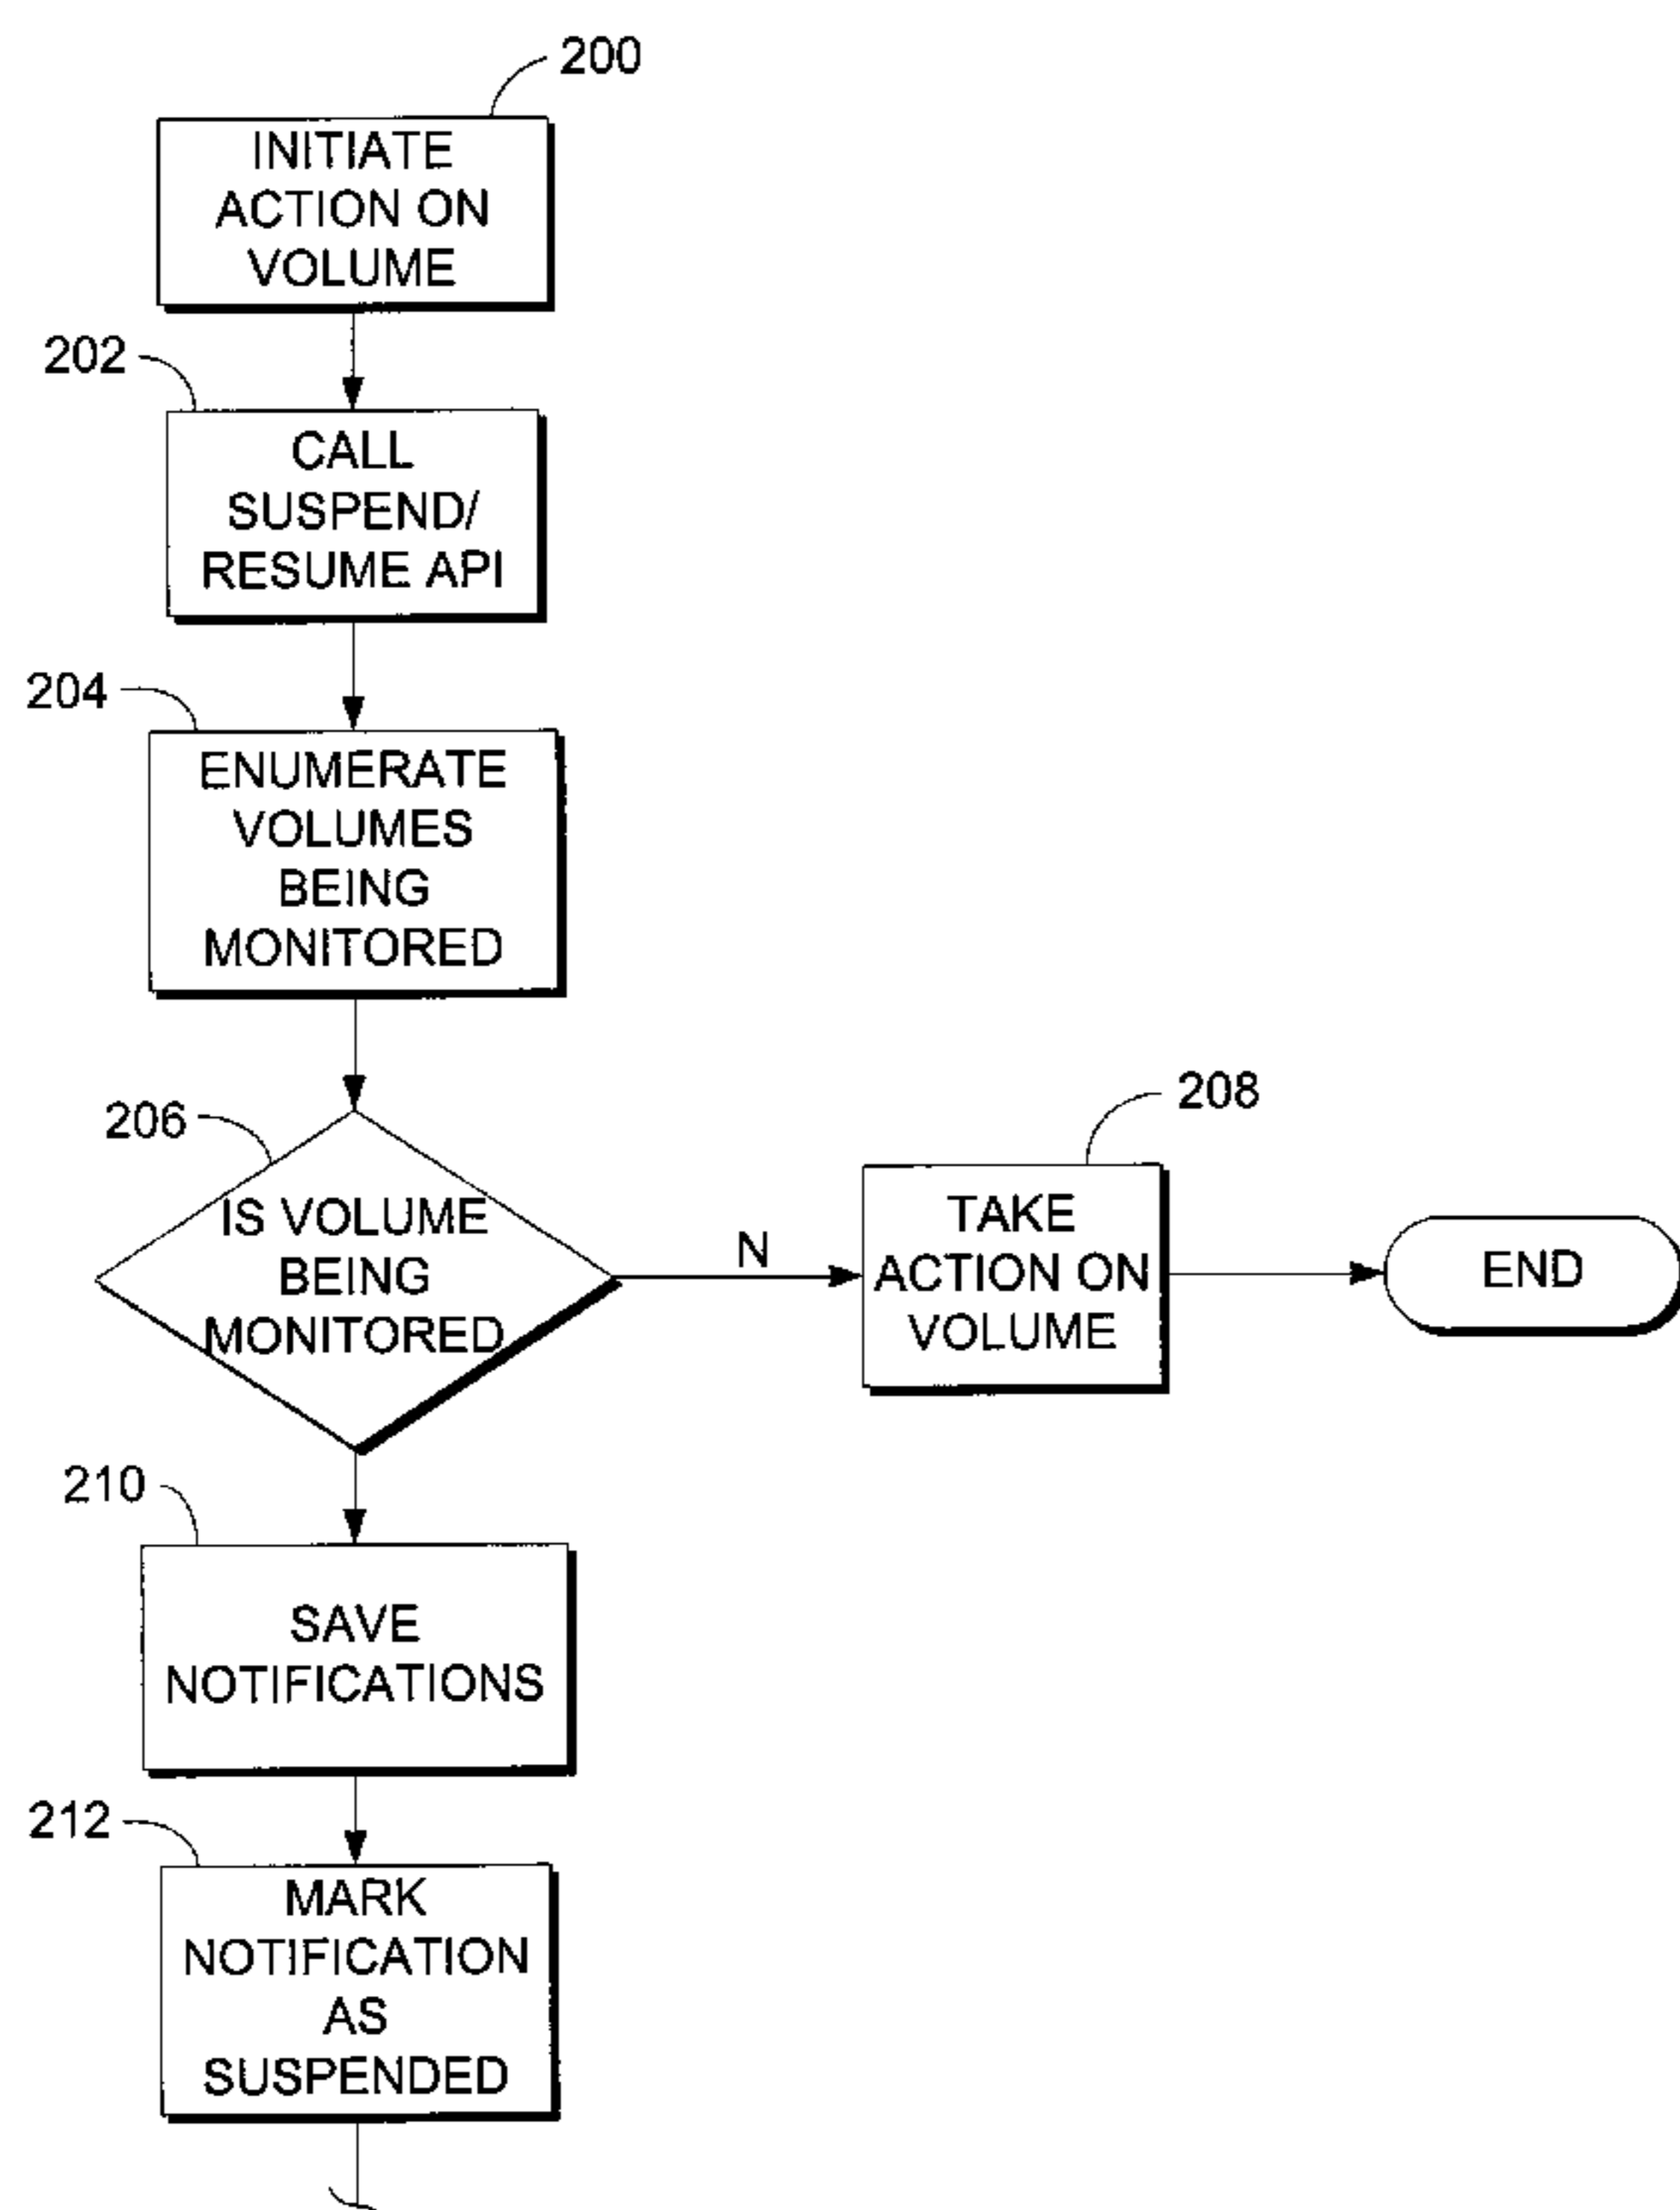 200
INITIATE
ACTION ON
VOLUME
202
CALL
SUSPEND/
RESUME API
204
ENUMERATE
VOLUMES
BEING
MONITORED
206
IS VOLUME
BEING
MONITORED
N
208
TAKE
ACTION ON
VOLUME
END
210
SAVE
NOTIFICATIONS
212
MARK
NOTIFICATION
AS
SUSPENDED